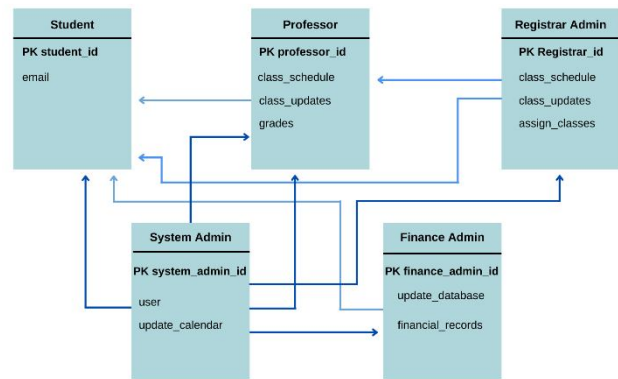 Student
PK student_id
email
Professor
PK professor_id
class_schedule
class_updates
grades
Registrar Admin
PK Registrar_id
class_schedule
class_updates
assign_classes
System Admin
PK system_admin_id
user
update_calendar
Finance Admin
PK finance_admin_id
update_database
financial_records